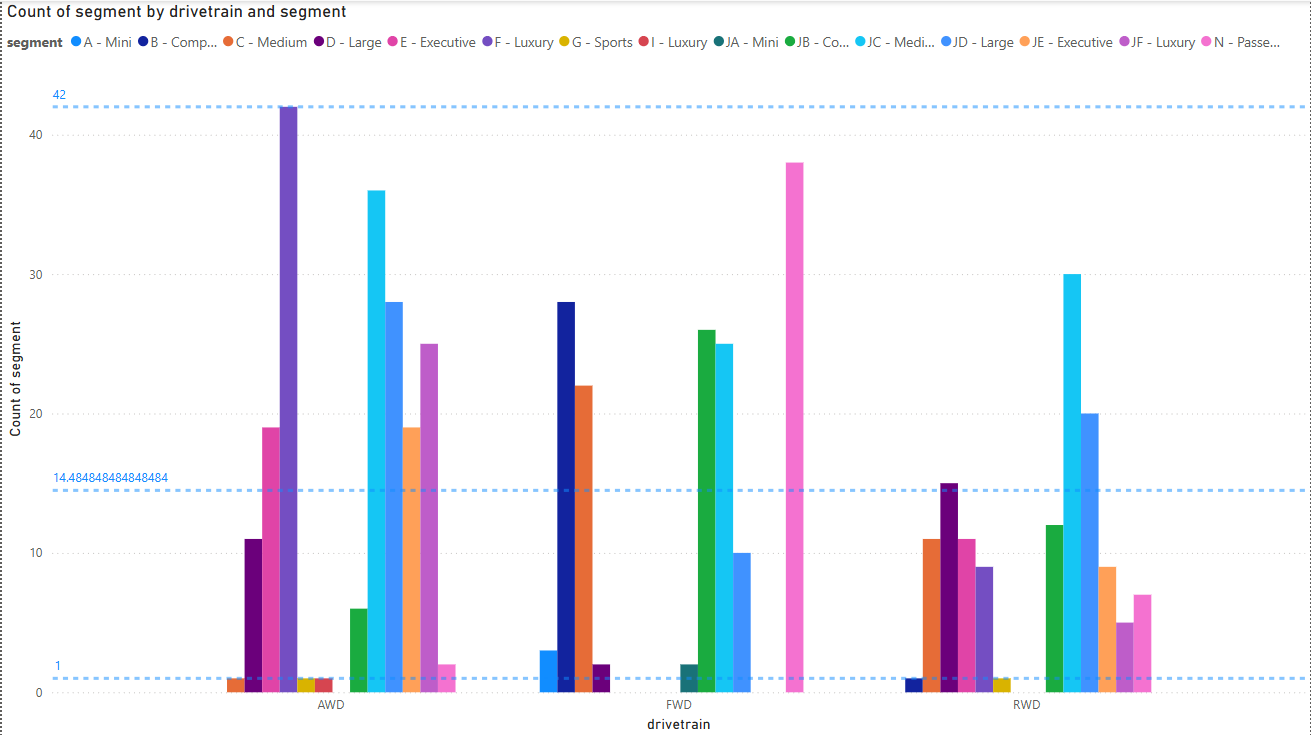 Count of segment by drivetrain and segment
segment A - Mini B - Comp... C - Medium D - Large E - Executive F - Luxury G - Sports I - Luxury JA - Mini JB - Co... JC - Medi... JD - Large JE - Executive JF - Luxury N - Passe...
42
40
30
20
14.484848484848484
10
1
0
Count of segment
AWD FWD RWD
drivetrain